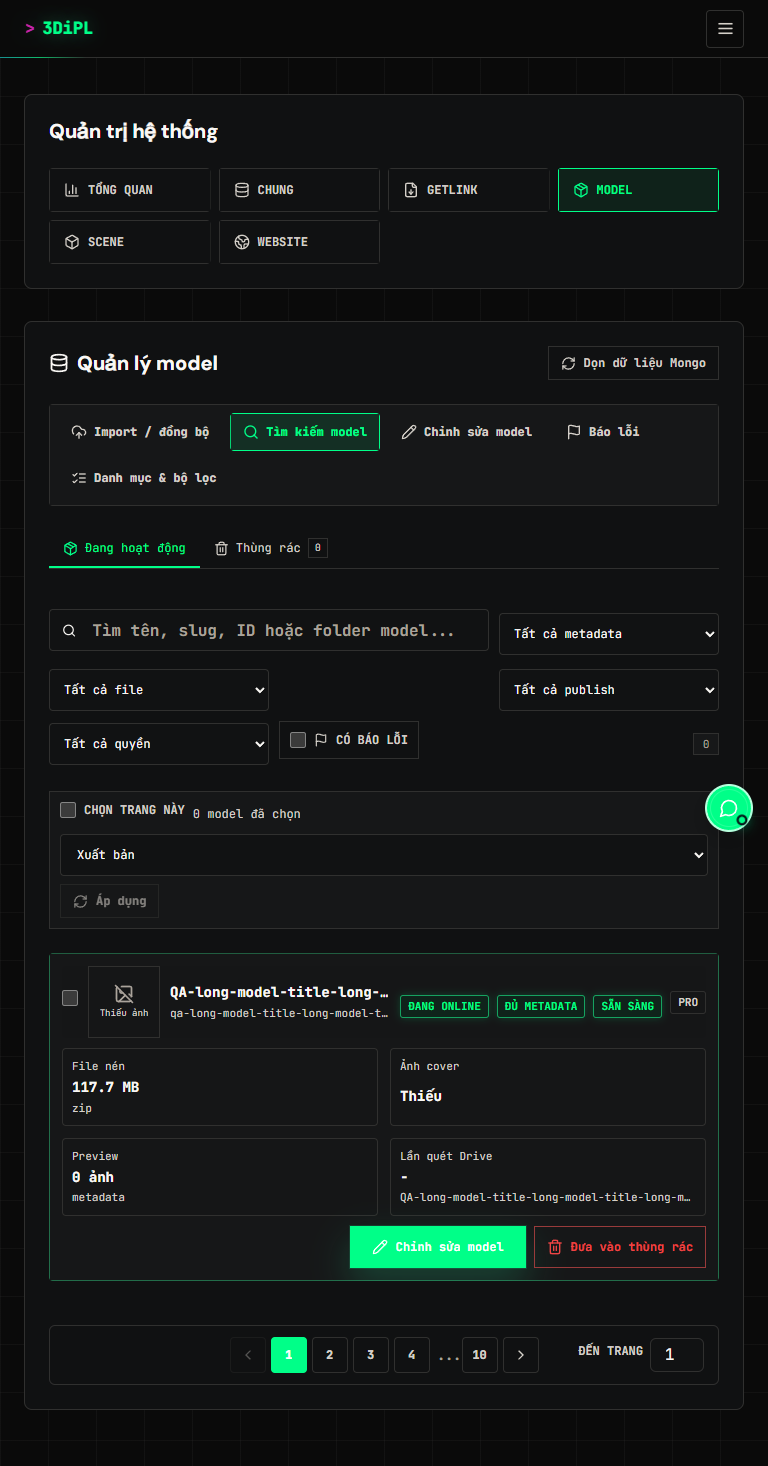 > 3DiPL
Quản trị hệ thống
TỔNG QUAN
CHUNG
GETLINK
MODEL
SCENE
WEBSITE
Quản lý model
Dọn dữ liệu Mongo
Import / đồng bộ
Tìm kiếm model
Chỉnh sửa model
Báo lỗi
Danh mục & bộ lọc
Đang hoạt động
Thùng rác 0
Tìm tên, slug, ID hoặc folder model...
Tất cả metadata
Tất cả file
Tất cả publish
Tất cả quyền
CÓ BÁO LỖI
0
CHỌN TRANG NÀY
0 model đã chọn
Xuất bản
Áp dụng
Thiếu ảnh
QA-long-model-title-long-…
qa-long-model-title-long-model-t…
ĐANG ONLINE
ĐỦ METADATA
SẴN SÀNG
PRO
File nén
117.7 MB
zip
Ảnh cover
Thiếu
Preview
0 ảnh
metadata
Lần quét Drive
-
QA-long-model-title-long-model-title-long-m…
Chỉnh sửa model
Đưa vào thùng rác
1 2 3 4 ... 10
ĐẾN TRANG 1